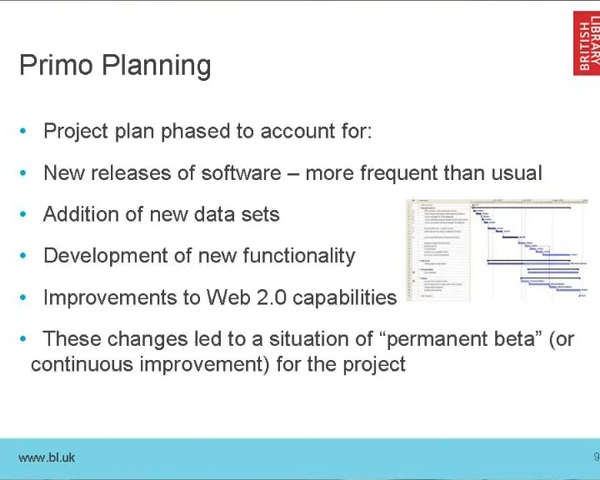 BRITISH
LIBRARY
Primo Planning
• Project plan phased to account for:
• New releases of software – more frequent than usual
• Addition of new data sets
• Development of new functionality
• Improvements to Web 2.0 capabilities
• These changes led to a situation of “permanent beta” (or
continuous improvement) for the project
www.bl.uk
9